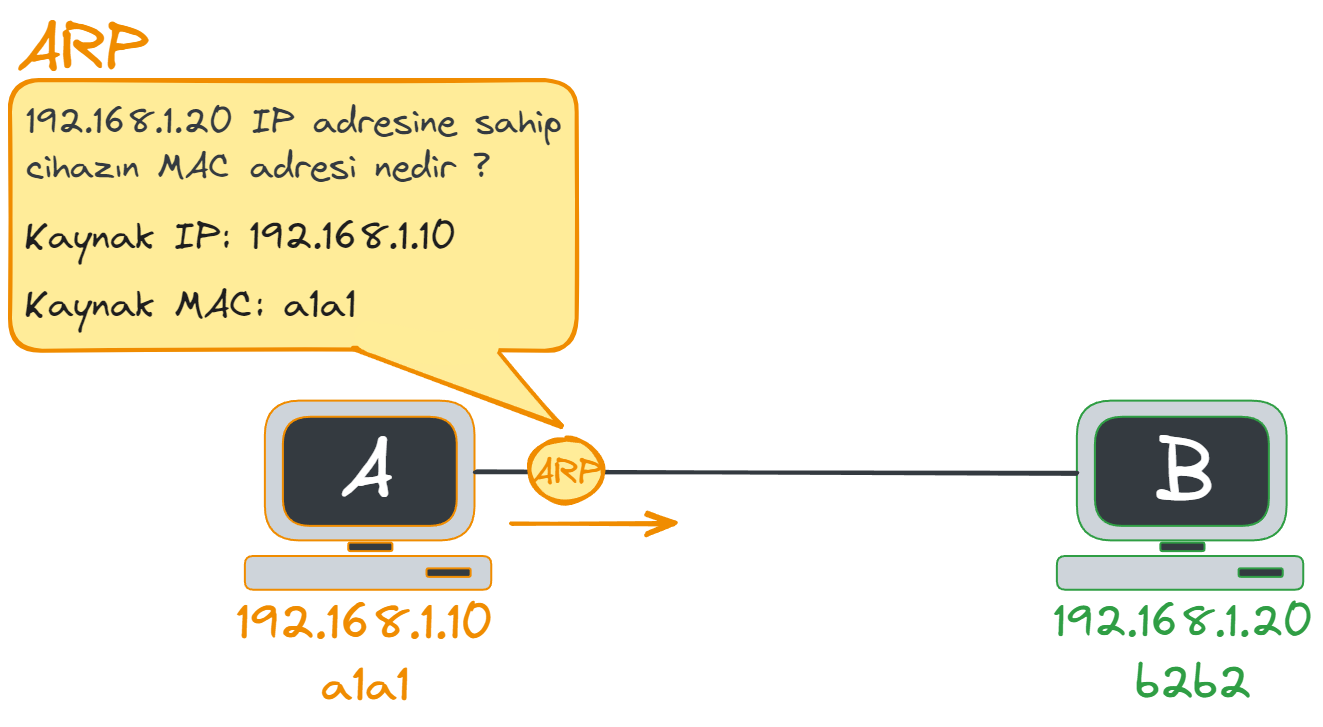 ARP
192.168.1.20 IP adresine sahip
cihazın MAC adresi nedir ?
Kaynak IP: 192.168.1.10
Kaynak MAC: a1a1
A
ARP
B
192.168.1.10
192.168.1.20
a1a1
b2b2